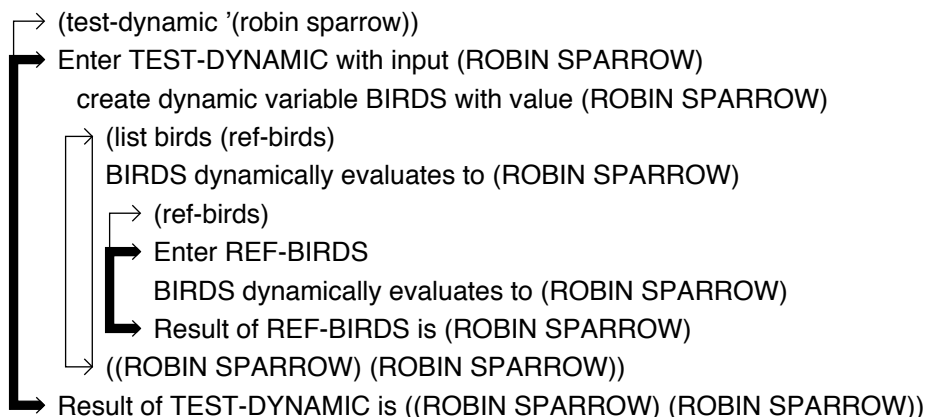 (test-dynamic ’(robin sparrow))
Enter TEST-DYNAMIC with input (ROBIN SPARROW)
create dynamic variable BIRDS with value (ROBIN SPARROW)
(list birds (ref-birds)
BIRDS dynamically evaluates to (ROBIN SPARROW)
(ref-birds)
Enter REF-BIRDS
BIRDS dynamically evaluates to (ROBIN SPARROW)
Result of REF-BIRDS is (ROBIN SPARROW)
((ROBIN SPARROW) (ROBIN SPARROW))
Result of TEST-DYNAMIC is ((ROBIN SPARROW) (ROBIN SPARROW))